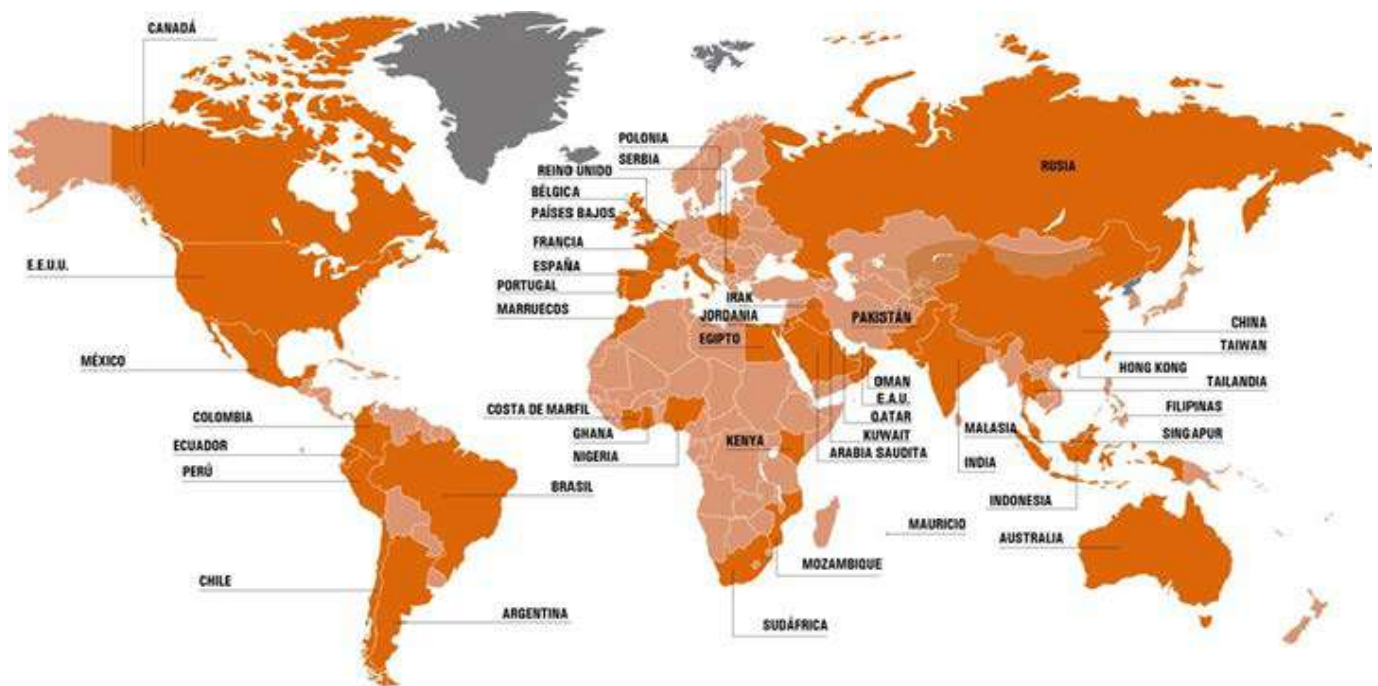 CANADÁ
POLONIA
SERBIA
REINO UNIDO
BÉLGICA
PAÍSES BAJOS
FRANCIA
ESPAÑA
PORTUGAL
MARRUECOS
RUSIA
E.E.U.U.
IRAK
JORDANIA
EGIPTO
PAKISTÁN
CHINA
TAIWAN
HONG KONG
TAILANDIA
FILIPINAS
MALASIA
SINGAPUR
MÉXICO
OMAN
E.A.U.
QATAR
KUWAIT
ARABIA SAUDITA
INDIA
COLOMBIA
ECUADOR
PERÚ
COSTA DE MARFIL
GHANA
NIGERIA
KENYA
BRASIL
INDONESIA
MAURICIO
AUSTRALIA
MOZAMBIQUE
CHILE
ARGENTINA
SUDÁFRICA